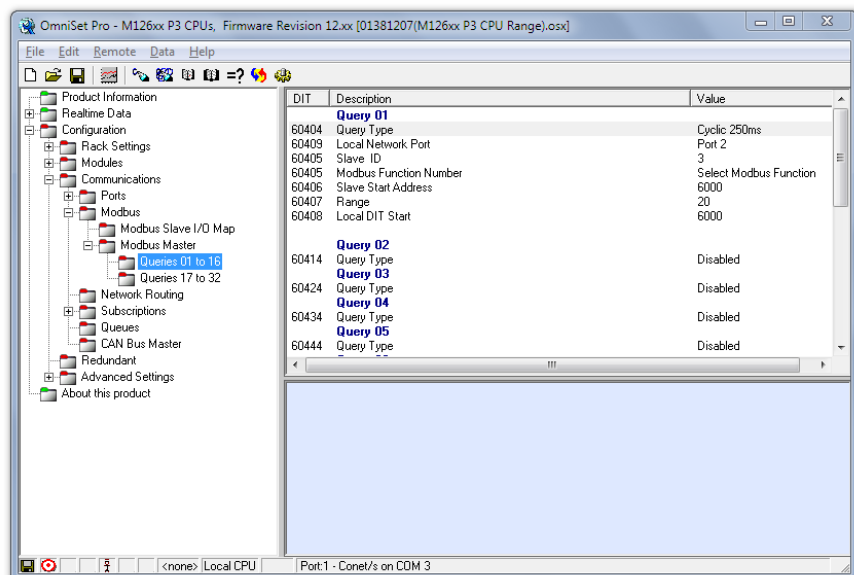 OmniSet Pro - M126xx P3 CPUs,  Firmware Revision 12.xx [01381207(M126xx P3 CPU Range).osx]
File Edit Remote Data Help
Product Information
Realtime Data
Configuration
Rack Settings
Modules
Communications
Ports
Modbus
Modbus Slave I/O Map
Modbus Master
Queries 01 to 16
Queries 17 to 32
Network Routing
Subscriptions
Queues
CAN Bus Master
Redundant
Advanced Settings
About this product
DIT Description Value
Query 01
60404 Query Type Cyclic 250ms
60409 Local Network Port Port 2
60405 Slave ID 3
60405 Modbus Function Number Select Modbus Function
60406 Slave Start Address 6000
60407 Range 20
60408 Local DIT Start 6000
Query 02
60414 Query Type Disabled
Query 03
60424 Query Type Disabled
Query 04
60434 Query Type Disabled
Query 05
60444 Query Type Disabled
<none> Local CPU Port:1 - Conet/s on COM 3